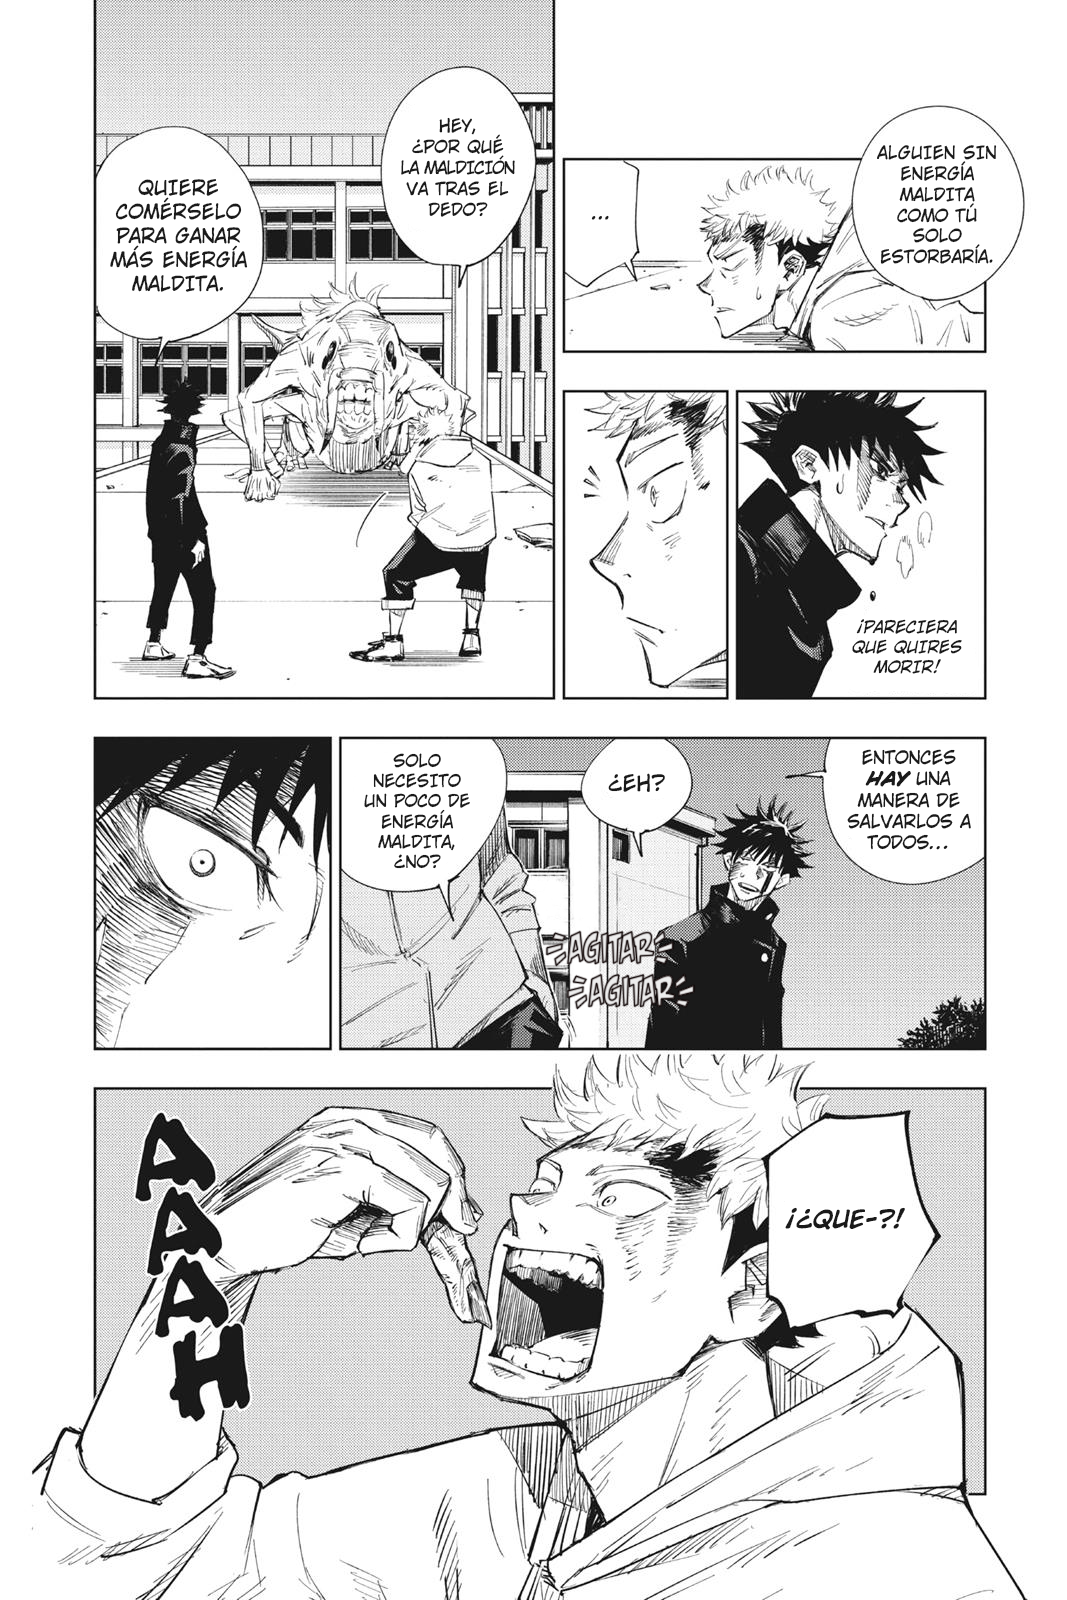 ALGUIEN SIN
ENERGÍA
MALDITA
COMO TÚ
SOLO
ESTORBARÍA.
...
¡PARECIERA
QUE QUIRES
MORIR!
HEY,
¿POR QUÉ
LA MALDICIÓN
VA TRAS EL
DEDO?
QUIERE
COMÉRSELO
PARA GANAR
MÁS ENERGÍA
MALDITA.
ENTONCES
HAY UNA
MANERA DE
SALVARLOS A
TODOS...
¿EH?
AGITAR
AGITAR
SOLO
NECESITO
UN POCO DE
ENERGÍA
MALDITA,
¿NO?
¡¿QUE-?!
AAAH